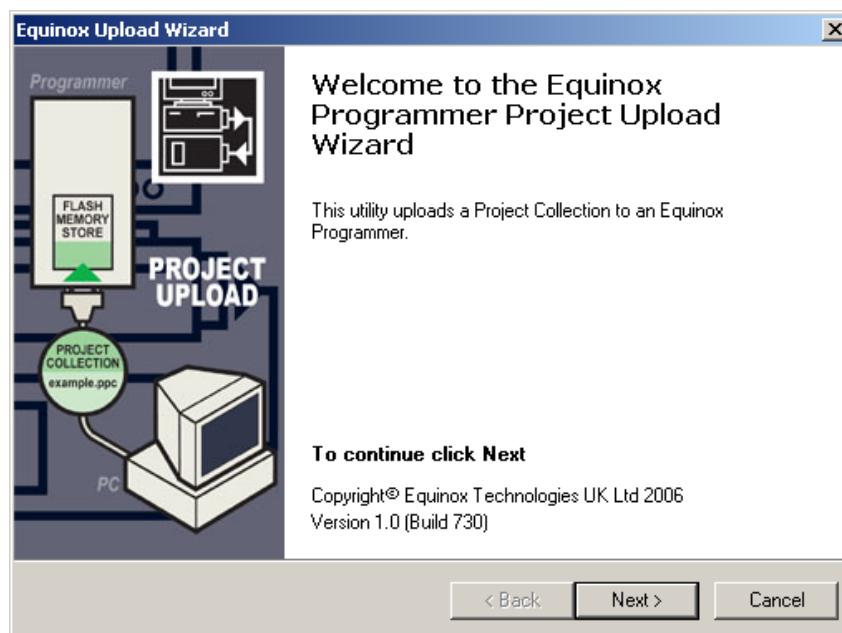 Equinox Upload Wizard
Programmer
FLASH
MEMORY
STORE
PROJECT
UPLOAD
PROJECT
COLLECTION
example.ppc
PC
Welcome to the Equinox
Programmer Project Upload
Wizard
This utility uploads a Project Collection to an Equinox
Programmer.
To continue click Next
Copyright© Equinox Technologies UK Ltd 2006
Version 1.0 (Build 730)
< Back
Next >
Cancel